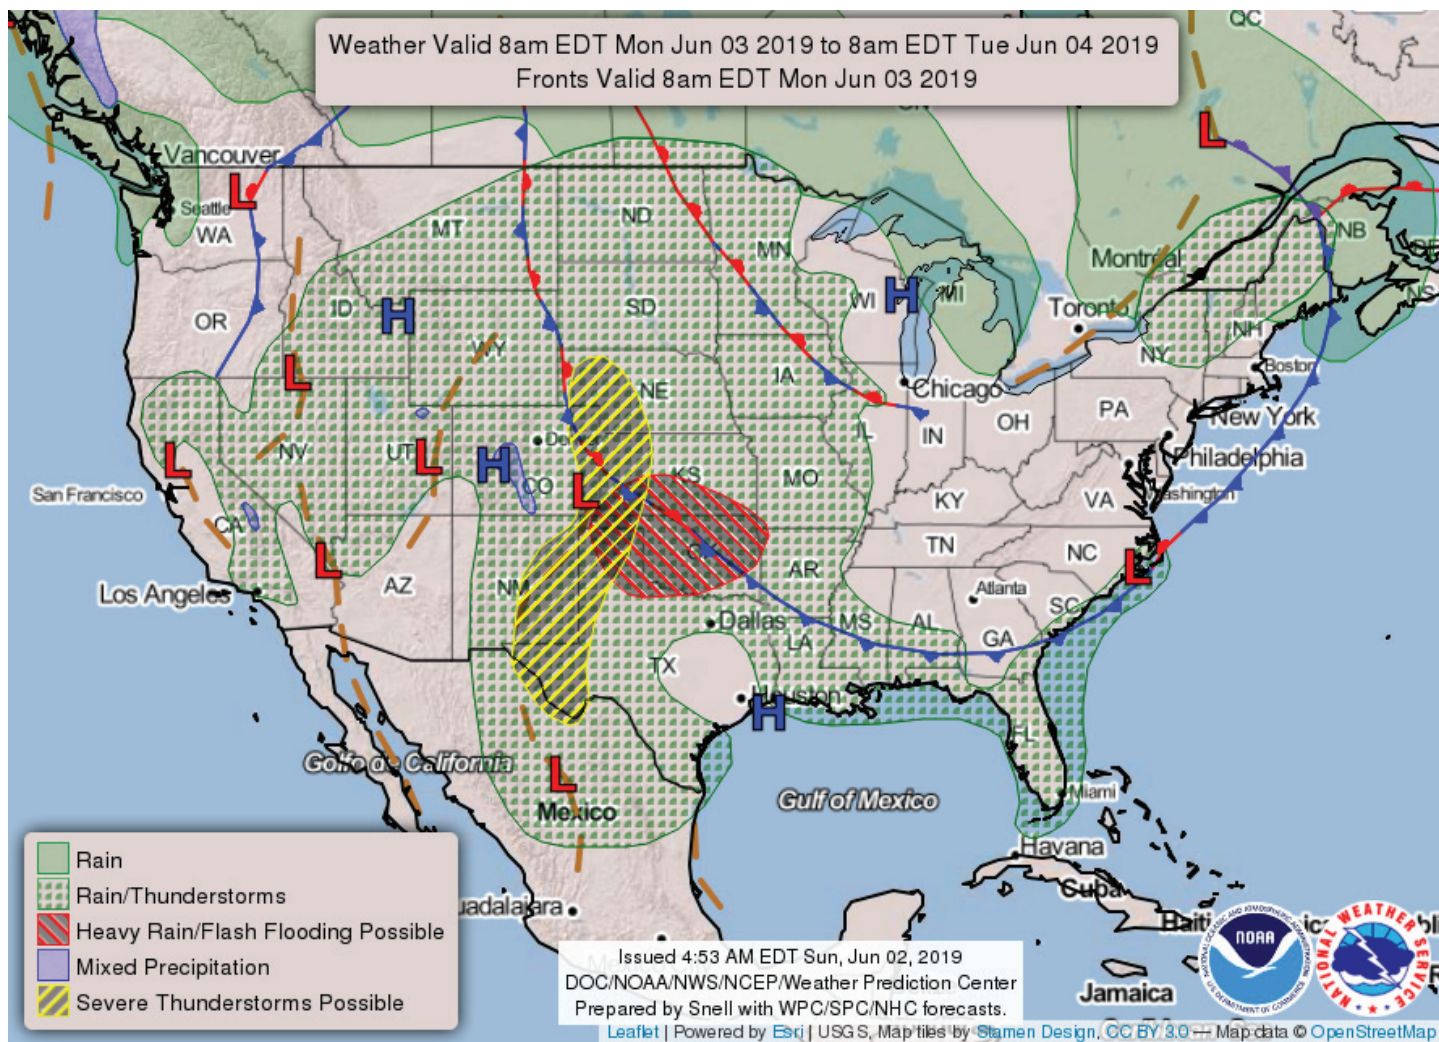 Weather Valid 8am EDT Mon Jun 03 2019 to 8am EDT Tue Jun 04 2019
Fronts Valid 8am EDT Mon Jun 03 2019
QC
L
Vancouver
L
Seattle
WA
MT
ND
MN
NB
Montréal
OR
ID
H
WY
SD
WI
H
MI
Toronto
NY
NH
NS
L
IA
Chicago
Boston
NE
PA
New York
OH
IN
IL
L
NV
UT
L
H
CO
KS
MO
Philadelphia
San Francisco
L
KY
VA
Washington
CA
L
TN
NC
L
AZ
NM
AR
L
Los Angeles
Atlanta
SC
Dallas
LA
MS
AL
GA
TX
Houston
H
FL
Golfo de California
L
Mexico
Gulf of Mexico
Miami
Havana
Cuba
Haiti
Jamaica
Rain
Rain/Thunderstorms
Heavy Rain/Flash Flooding Possible
Mixed Precipitation
Severe Thunderstorms Possible
uadalajara
Issued 4:53 AM EDT Sun, Jun 02, 2019
DOC/NOAA/NWS/NCEP/Weather Prediction Center
Prepared by Snell with WPC/SPC/NHC forecasts.
NOAA
NATIONAL WEATHER SERVICE
Leaflet | Powered by Esri | USGS, Map tiles by Stamen Design, CC BY 3.0 — Map data © OpenStreetMap